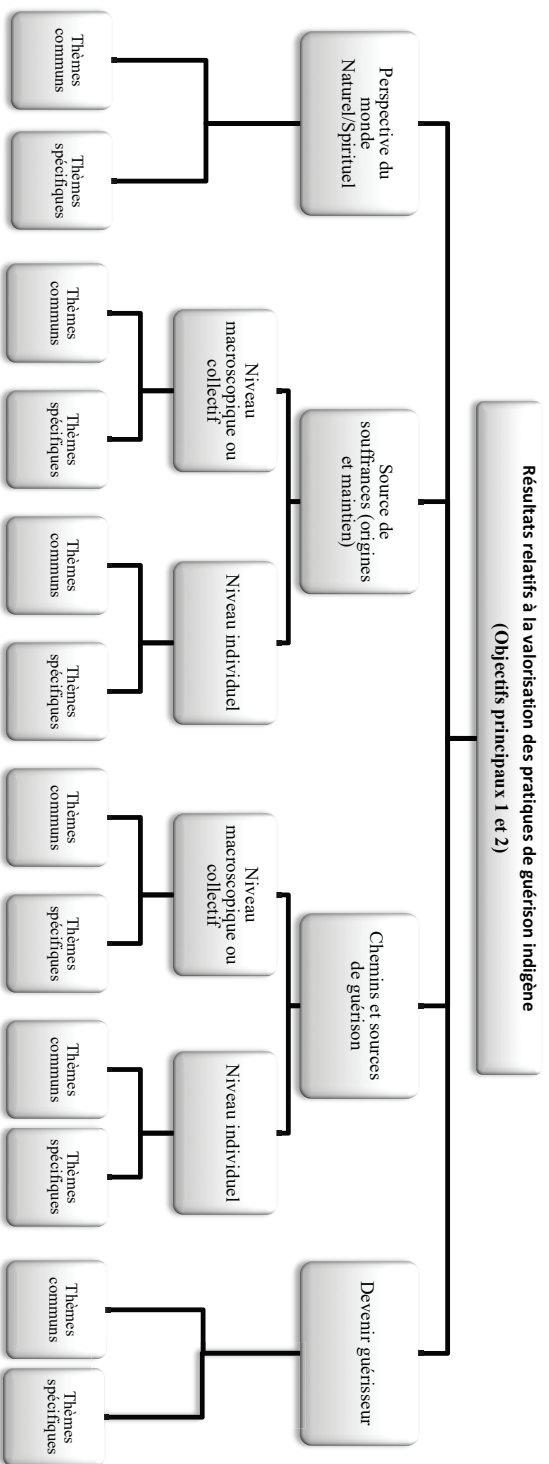 Résultats relatifs à la valorisation des pratiques de guérison indigène
(Objectifs principaux 1 et 2)
Perspective du
monde
Naturel/Spirituel
Source de
souffrances (origines
et maintien)
Chemins et sources
de guérison
Devenir guérisseur
Niveau
macroscopique ou
collectif
Niveau individuel
Niveau
macroscopique ou
collectif
Niveau individuel
Thèmes
communs
Thèmes
spécifiques
Thèmes
communs
Thèmes
spécifiques
Thèmes
communs
Thèmes
spécifiques
Thèmes
communs
Thèmes
spécifiques
Thèmes
communs
Thèmes
spécifiques
Thèmes
communs
Thèmes
spécifiques